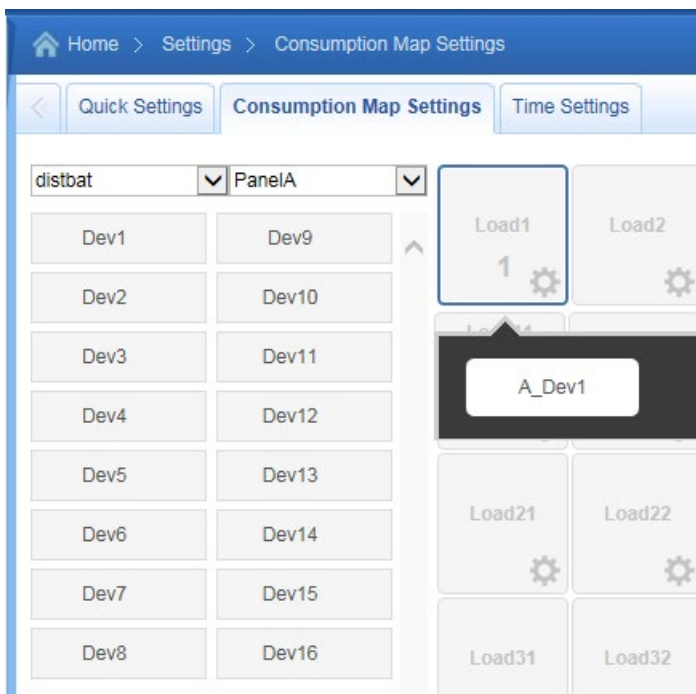 Home > Settings > Consumption Map Settings
Quick Settings Consumption Map Settings Time Settings
distbat PanelA
Load1 Load2
1
Dev1 Dev9
Dev2 Dev10
Dev3 Dev11
A_Dev1
Dev4 Dev12
Dev5 Dev13
Load21 Load22
Dev6 Dev14
Dev7 Dev15
Dev8 Dev16
Load31 Load32